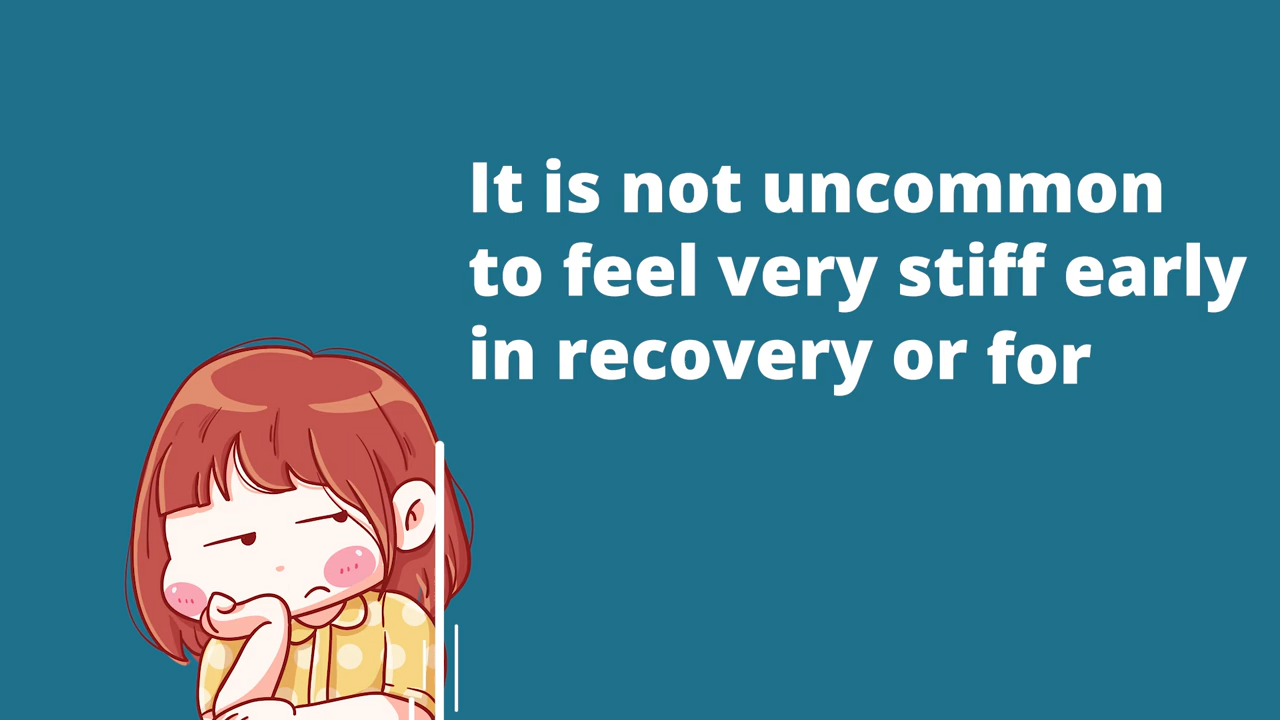 It is not uncommon
to feel very stiff early
in recovery or for